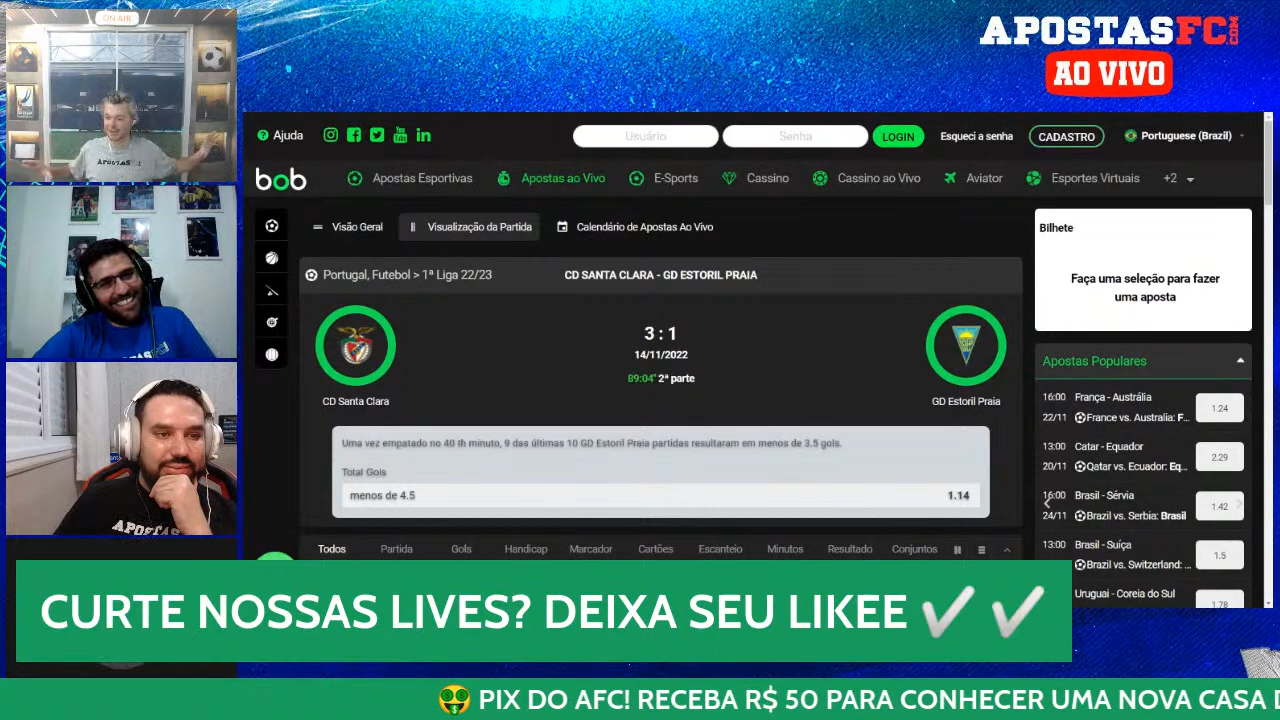 ON AIR
APOSTASFC.COM
AO VIVO
Ajuda
Usuário
Senha
LOGIN
Esqueci a senha
CADASTRO
Portuguese (Brazil)
bob
Apostas Esportivas
Apostas ao Vivo
E-Sports
Cassino
Cassino ao Vivo
Aviator
Esportes Virtuais
+2
Visão Geral
Visualização da Partida
Calendário de Apostas Ao Vivo
Portugal, Futebol > 1ª Liga 22/23
CD SANTA CLARA - GD ESTORIL PRAIA
3 : 1
14/11/2022
89:04" 2ª parte
CD Santa Clara
GD Estoril Praia
Uma vez empatado no 40 th minuto, 9 das últimas 10 GD Estoril Praia partidas resultaram em menos de 3.5 gols.
Total Gols
menos de 4.5 1.14
Todos Partida Gols Handicap Marcador Cartões Escanteio Minutos Resultado Conjuntos
Bilhete
Faça uma seleção para fazer
uma aposta
Apostas Populares
16:00 França - Austrália
22/11 France vs. Australia: F... 1.24
13:00 Catar - Equador
20/11 Qatar vs. Ecuador: Eq... 2.29
16:00 Brasil - Sérvia
24/11 Brazil vs. Serbia: Brasil 1.42
13:00 Brasil - Suíça
Brazil vs. Switzerland: ... 1.5
Uruguai - Coreia do Sul
1.78
CURTE NOSSAS LIVES? DEIXA SEU LIKEE ✔ ✔
🤑 PIX DO AFC! RECEBA R$ 50 PARA CONHECER UMA NOVA CASA